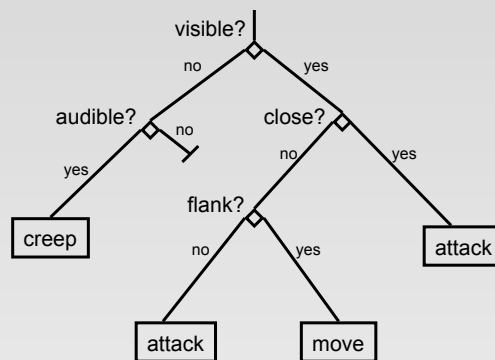 visible?
no
yes
audible?
close?
no
yes
no
yes
flank?
creep
no
yes
attack
attack
move